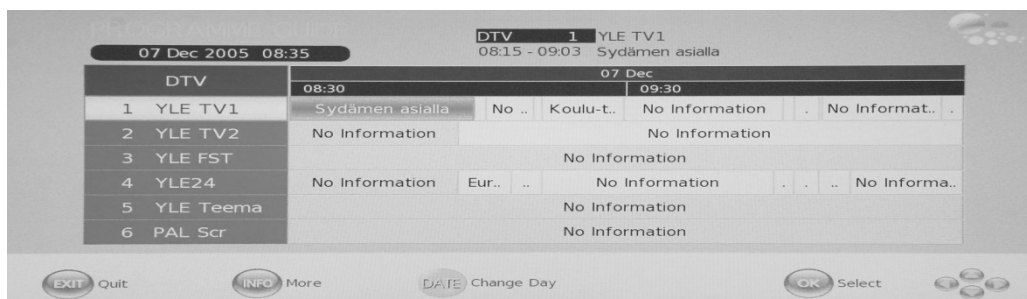 PROGRAMME GUIDE
07 Dec 2005 08:35
DTV 1 YLE TV1
08:15 - 09:03 Sydämen asialla
DTV
07 Dec
08:30 09:30
1 YLE TV1 Sydämen asialla No .. Koulu-t.. No Information . No Informat.. .
2 YLE TV2 No Information No Information
3 YLE FST No Information
4 YLE24 No Information Eur.. .. No Information . . .. No Informa..
5 YLE Teema No Information
6 PAL Scr No Information
EXIT Quit INFO More DATE Change Day OK Select